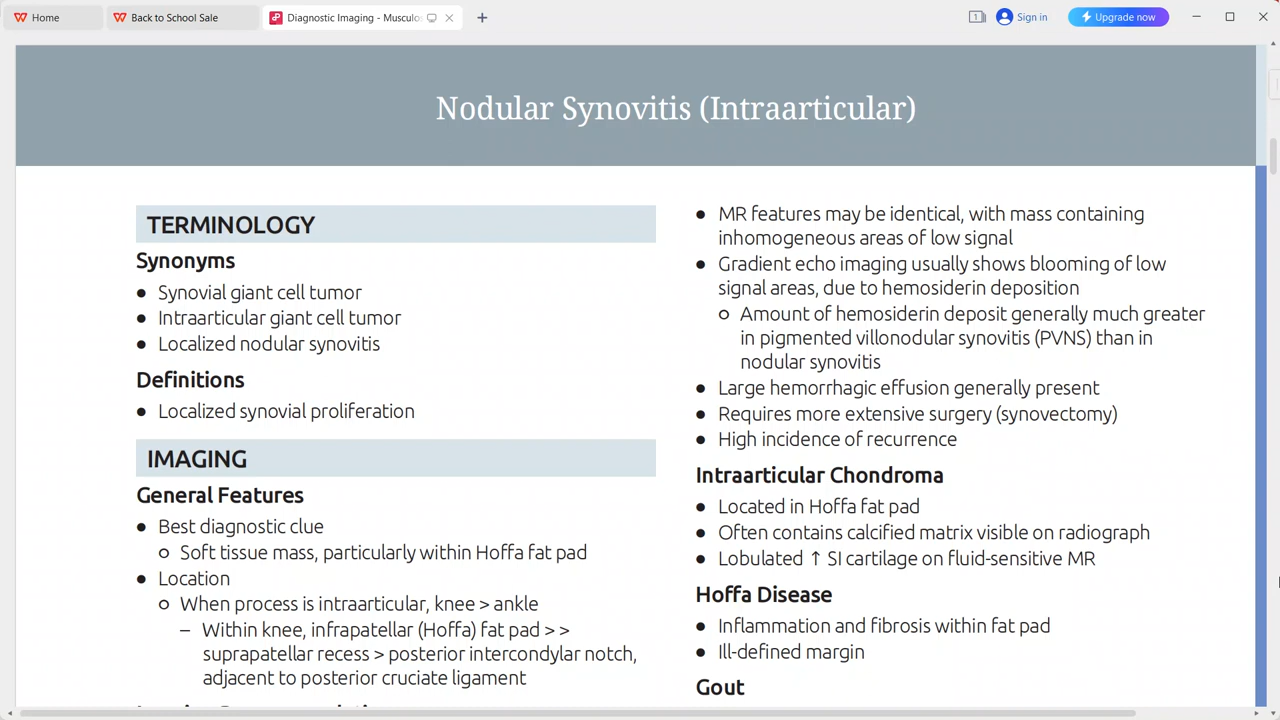 Home
Back to School Sale
Diagnostic Imaging - Musculo
1
Sign in
Upgrade now
Nodular Synovitis (Intraarticular)
TERMINOLOGY
Synonyms
● Synovial giant cell tumor
● Intraarticular giant cell tumor
● Localized nodular synovitis
Definitions
● Localized synovial proliferation
IMAGING
General Features
● Best diagnostic clue
○ Soft tissue mass, particularly within Hoffa fat pad
● Location
○ When process is intraarticular, knee > ankle
– Within knee, infrapatellar (Hoffa) fat pad > >
suprapatellar recess > posterior intercondylar notch,
adjacent to posterior cruciate ligament
● MR features may be identical, with mass containing
inhomogeneous areas of low signal
● Gradient echo imaging usually shows blooming of low
signal areas, due to hemosiderin deposition
○ Amount of hemosiderin deposit generally much greater
in pigmented villonodular synovitis (PVNS) than in
nodular synovitis
● Large hemorrhagic effusion generally present
● Requires more extensive surgery (synovectomy)
● High incidence of recurrence
Intraarticular Chondroma
● Located in Hoffa fat pad
● Often contains calcified matrix visible on radiograph
● Lobulated ↑ SI cartilage on fluid-sensitive MR
Hoffa Disease
● Inflammation and fibrosis within fat pad
● Ill-defined margin
Gout